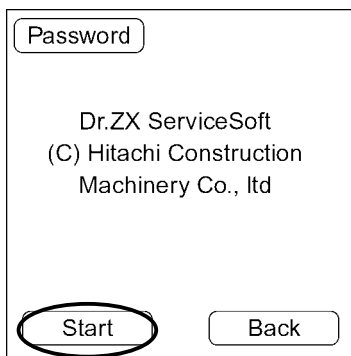 Password
Dr.ZX ServiceSoft
(C) Hitachi Construction
Machinery Co., ltd
Start
Back